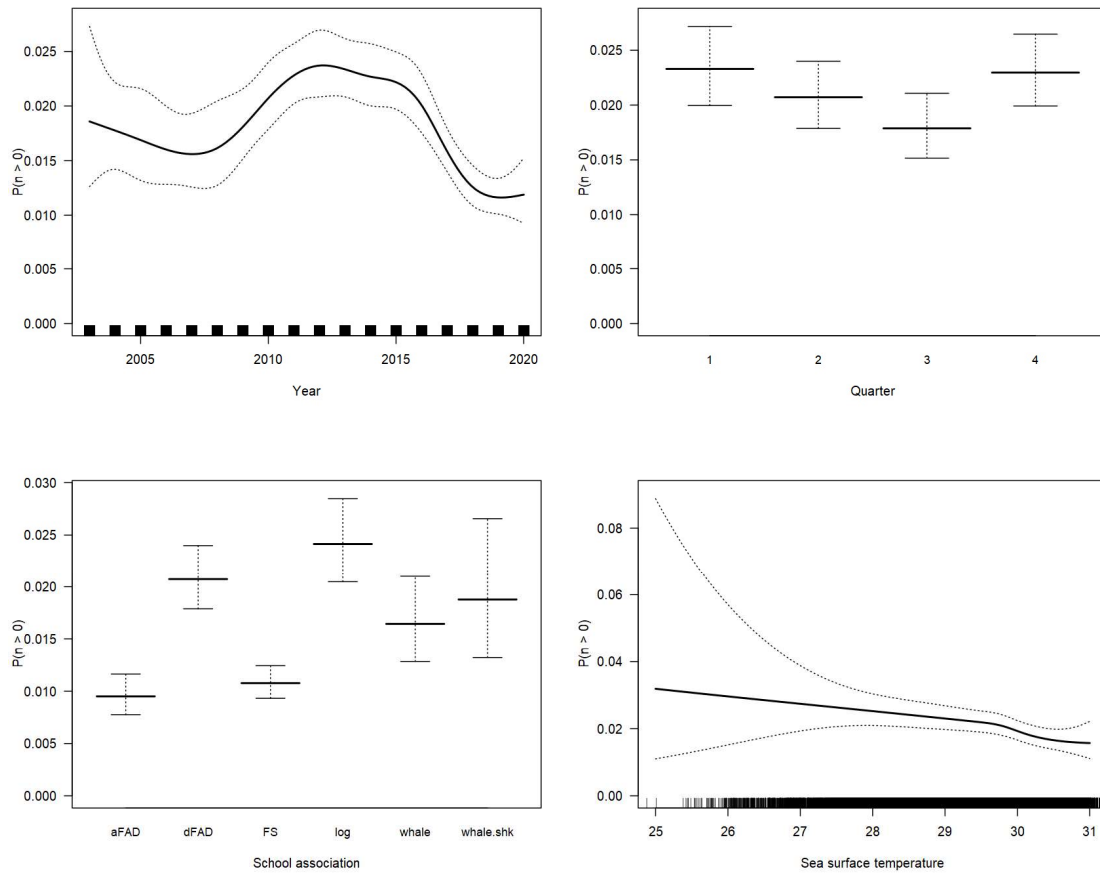 P(n > 0)
0.025
0.020
0.015
0.010
0.005
0.000
2005 2010 2015 2020
Year
P(n > 0)
0.025
0.020
0.015
0.010
0.005
0.000
1 2 3 4
Quarter
P(n > 0)
0.030
0.025
0.020
0.015
0.010
0.005
0.000
aFAD dFAD FS log whale whale.shk
School association
P(n > 0)
0.08
0.06
0.04
0.02
0.00
25 26 27 28 29 30 31
Sea surface temperature